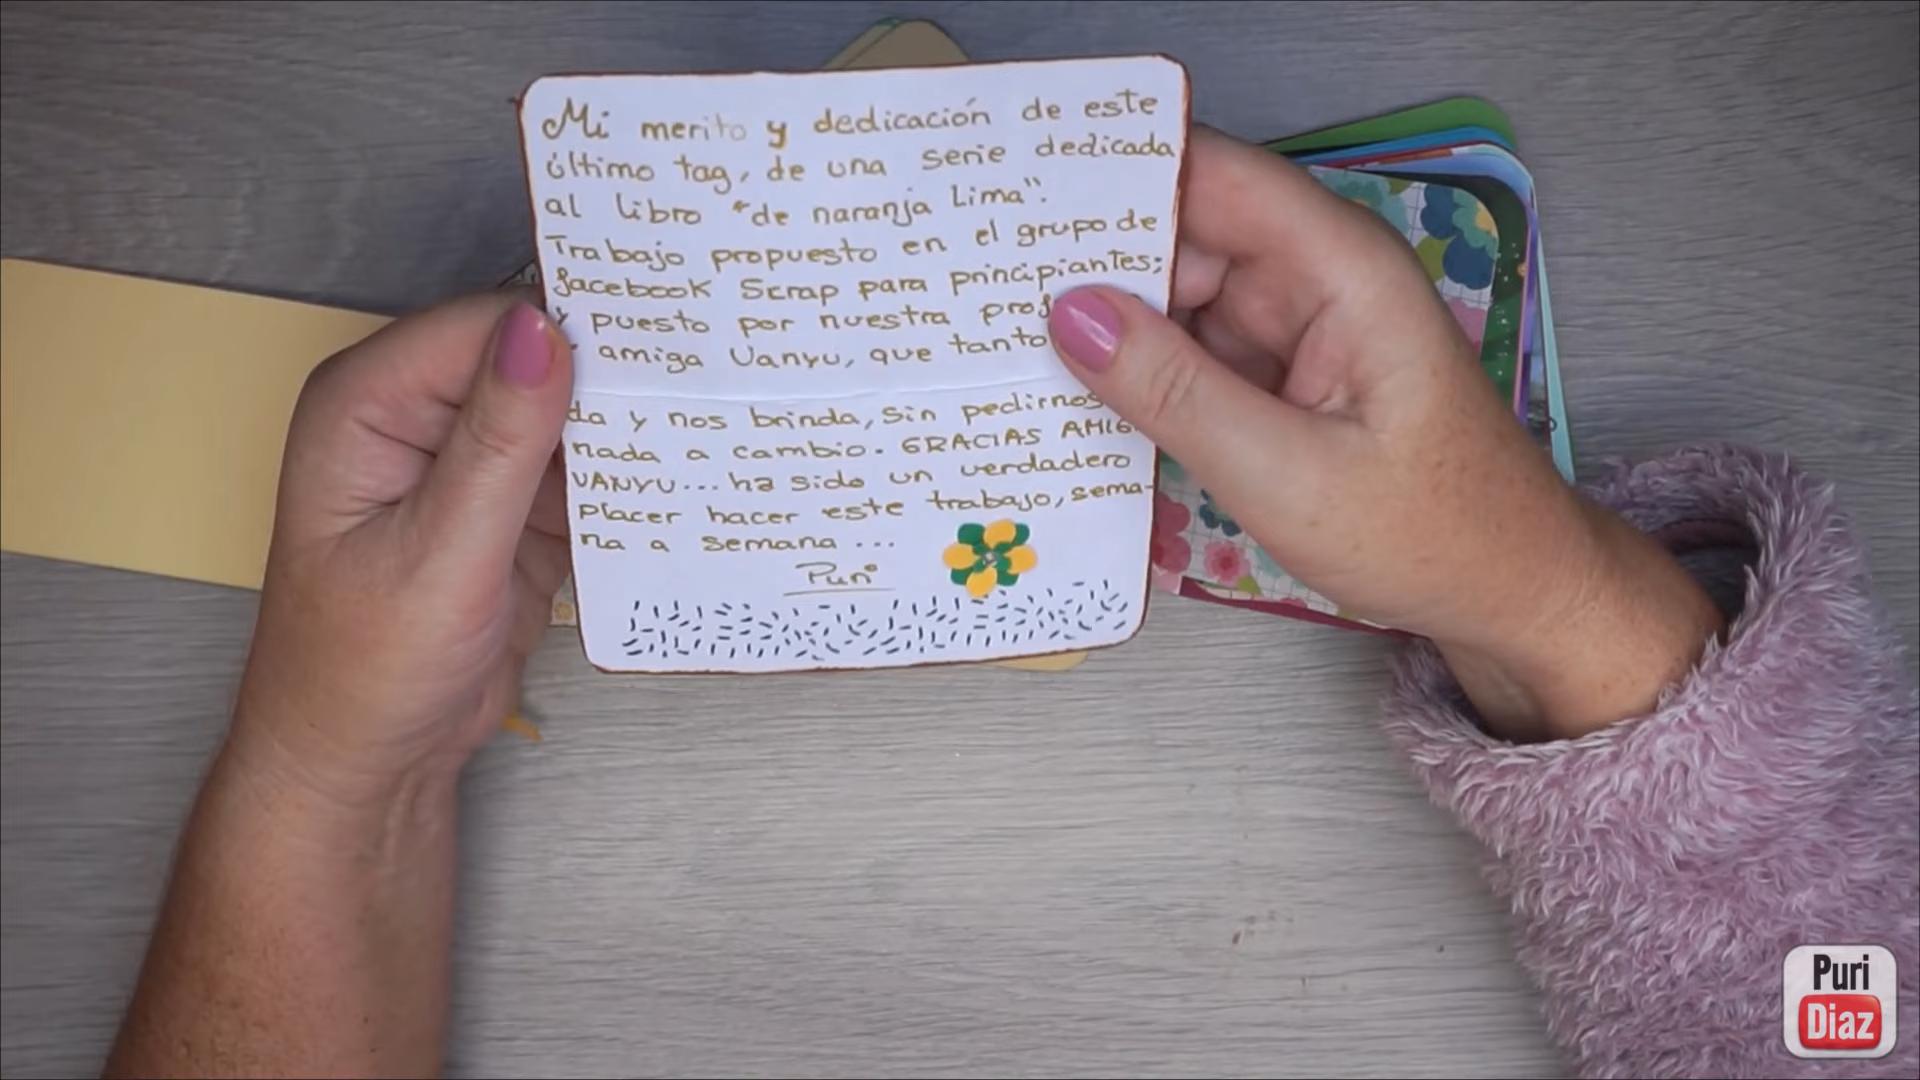 Mi merito y dedicación de este
último tag, de una serie dedicada
al libro "de naranja Lima".
Trabajo propuesto en el grupo de
facebook Scrap para principiantes;
y puesto por nuestra
amiga Vanyu, que tanto
da y nos brinda, sin pedirnos
nada a cambio. GRACIAS
VANYU... ha sido un verdadero
placer hacer este trabajo, sema-
na a semana ...
Puri
Puri
Diaz